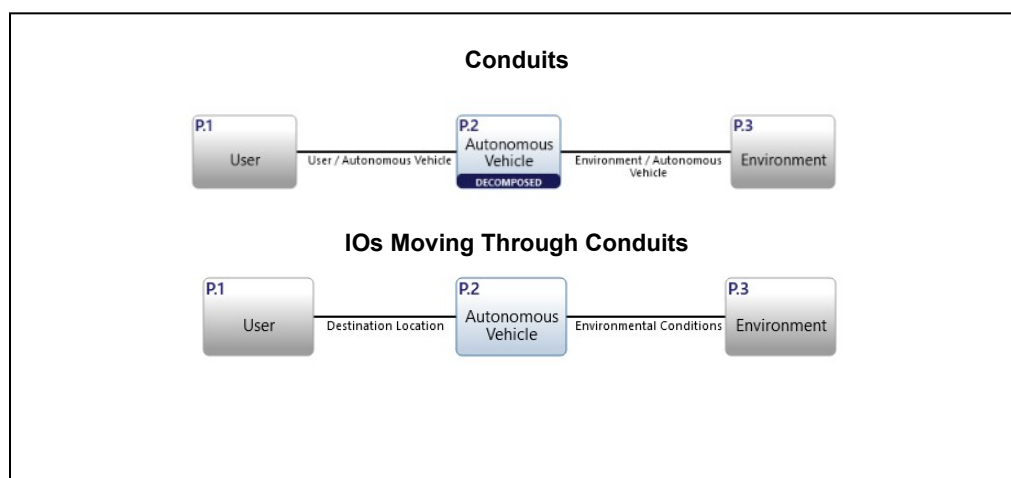 Conduits
P.1
User
User / Autonomous Vehicle
P.2
Autonomous
Vehicle
DECOMPOSED
Environment / Autonomous
Vehicle
P.3
Environment
IOs Moving Through Conduits
P.1
User
Destination Location
P.2
Autonomous
Vehicle
Environmental Conditions
P.3
Environment